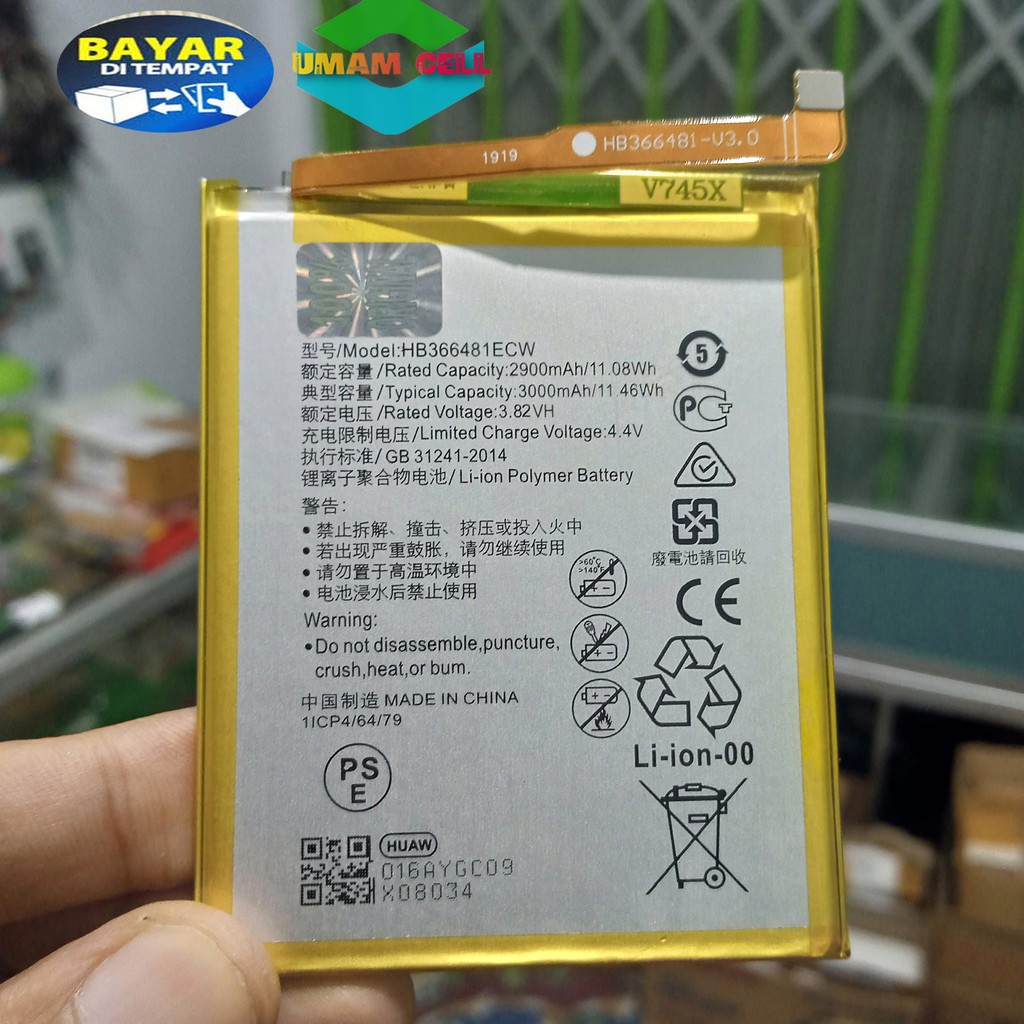 BAYAR
DI TEMPAT
UMAM CELL
1919
HB366481-V3.0
V745X
型号/Model:HB366481ECW
额定容量/Rated Capacity:2900mAh/11.08Wh
典型容量/Typical Capacity:3000mAh/11.46Wh
额定电压/Rated Voltage:3.82VH
充电限制电压/Limited Charge Voltage:4.4V
执行标准/GB 31241-2014
锂离子聚合物电池/Li-ion Polymer Battery
5
PCT
警告:
•禁止拆解、撞击、挤压或投入火中
•若出现严重鼓胀，请勿继续使用
•请勿置于高温环境中
•电池浸水后禁止使用
廢電池請回收
>60°C
>140°F
CE
Warning:
•Do not disassemble,puncture,
crush,heat,or bum.
中国制造 MADE IN CHINA
1ICP4/64/79
Li-ion-00
PS
E
HUAW
016AYGC09
X08034